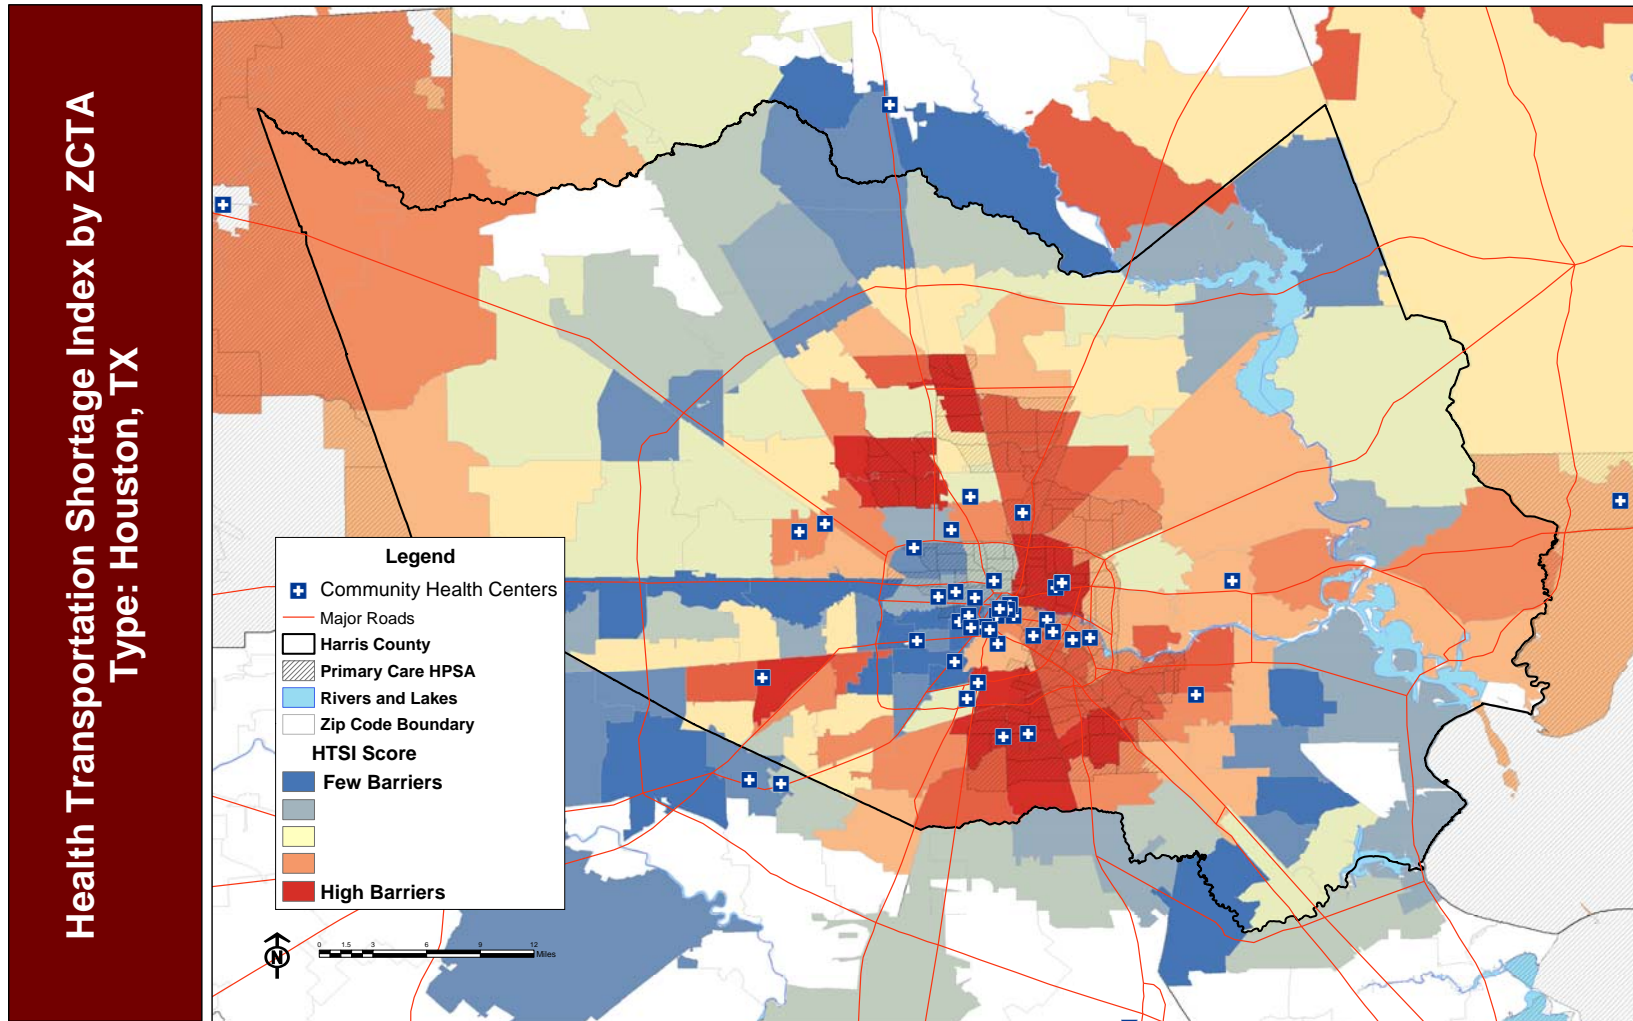 Health Transportation Shortage Index by ZCTA
Type: Houston, TX
Legend
Community Health Centers
Major Roads
Harris County
Primary Care HPSA
Rivers and Lakes
Zip Code Boundary
HTSI Score
Few Barriers
High Barriers
N
0 1.5 3 6 9 12
Miles